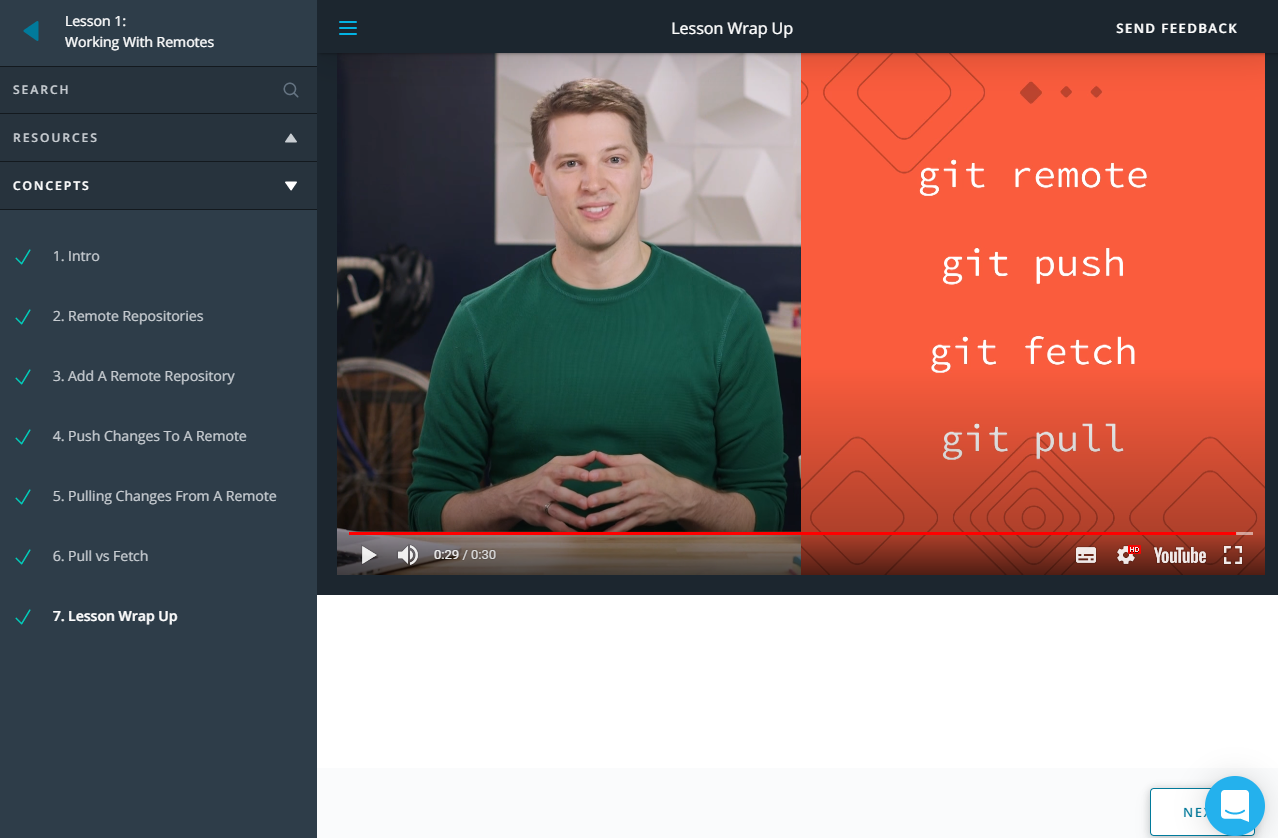 Lesson 1:
Working With Remotes
SEARCH
RESOURCES
CONCEPTS
1. Intro
2. Remote Repositories
3. Add A Remote Repository
4. Push Changes To A Remote
5. Pulling Changes From A Remote
6. Pull vs Fetch
7. Lesson Wrap Up
Lesson Wrap Up
SEND FEEDBACK
git remote
git push
git fetch
git pull
0:29 / 0:30
HD
YouTube